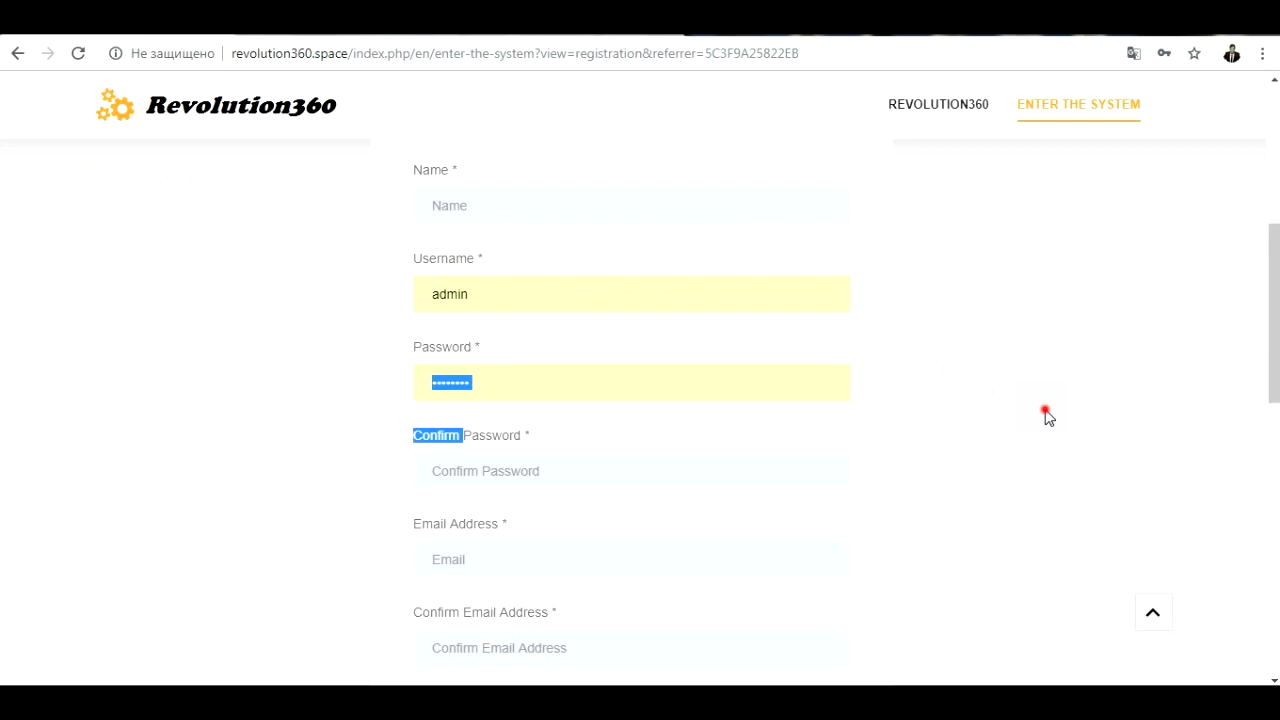 Не защищено revolution360.space/index.php/en/enter-the-system?view=registration&referrer=5C3F9A25822EB
Revolution360 REVOLUTION360 ENTER THE SYSTEM
Name *
Name
Username *
admin
Password *
••••••••
Confirm Password *
Confirm Password
Email Address *
Email
Confirm Email Address *
Confirm Email Address